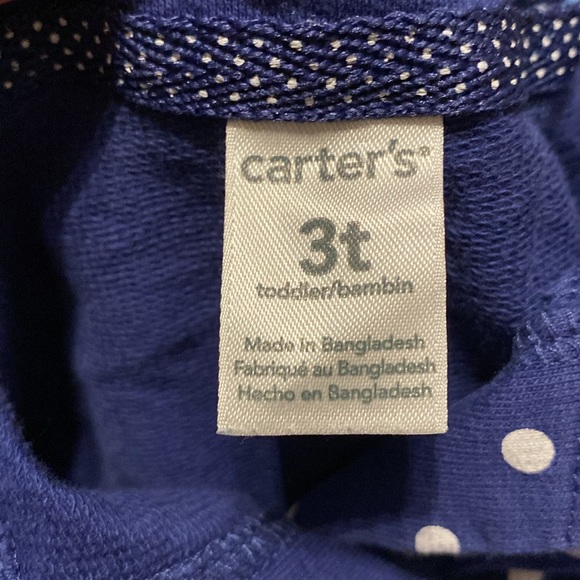 carter's®
3t
toddler/bambin
Made in Bangladesh
Fabriqué au Bangladesh
Hecho en Bangladesh